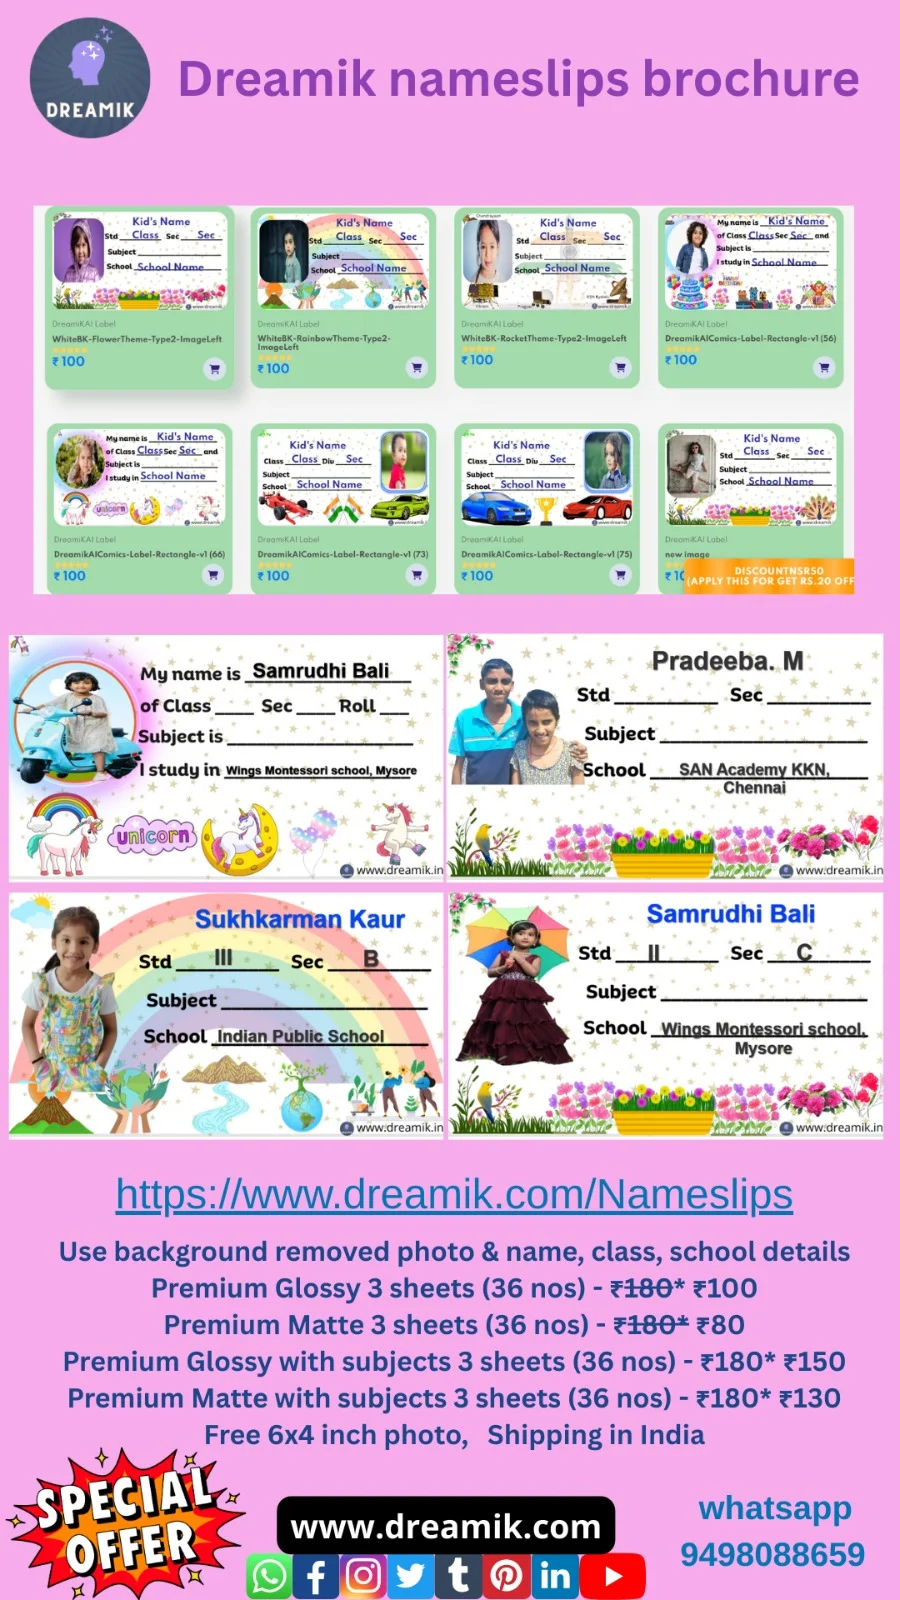 DREAMIK
Dreamik nameslips brochure
Kid's Name
Std Class Sec Sec
Subject
School School Name
DreamiKAI Label
WhiteBK-FlowerTheme-Type2-ImageLeft
₹ 100
Kid's Name
Std Class Sec Sec
Subject
School School Name
DreamiKAI Label
WhiteBK-RainbowTheme-Type2-
ImageLeft
₹ 100
Kid's Name
Std Class Sec Sec
Subject
School School Name
DreamiKAI Label
WhiteBK-RocketTheme-Type2-ImageLeft
₹ 100
My name is Kid's Name
of Class Class Sec Sec and
Subject is
I study in School Name
DreamiKAI Label
DreamikAIComics-Label-Rectangle-v1 (56)
₹ 100
My name is Kid's Name
of Class Class Sec Sec and
Subject is
I study in School Name
unicorn
DreamiKAI Label
DreamikAIComics-Label-Rectangle-v1 (66)
₹ 100
Kid's Name
Class Class Div Sec
Subject
School School Name
DreamiKAI Label
DreamikAIComics-Label-Rectangle-v1 (73)
₹ 100
Kid's Name
Class Class Div Sec
Subject
School School Name
DreamiKAI Label
DreamikAIComics-Label-Rectangle-v1 (75)
₹ 100
Kid's Name
Std Class Sec Sec
Subject
School School Name
DreamiKAI Label
new image
DISCOUNTNSR50
(APPLY THIS FOR GET RS.20 OFF
My name is Samrudhi Bali
of Class Sec Roll
Subject is
I study in Wings Montessori school, Mysore
unicorn
www.dreamik.in
Pradeeba. M
Std Sec
Subject
School SAN Academy KKN,
Chennai
www.dreamik.in
Sukhkarman Kaur
Std III Sec B
Subject
School Indian Public School
www.dreamik.in
Samrudhi Bali
Std II Sec C
Subject
School Wings Montessori school,
Mysore
www.dreamik.in
https://www.dreamik.com/Nameslips
Use background removed photo & name, class, school details
Premium Glossy 3 sheets (36 nos) - ₹180* ₹100
Premium Matte 3 sheets (36 nos) - ₹180* ₹80
Premium Glossy with subjects 3 sheets (36 nos) - ₹180* ₹150
Premium Matte with subjects 3 sheets (36 nos) - ₹180* ₹130
Free 6x4 inch photo, Shipping in India
SPECIAL
OFFER
www.dreamik.com
whatsapp
9498088659